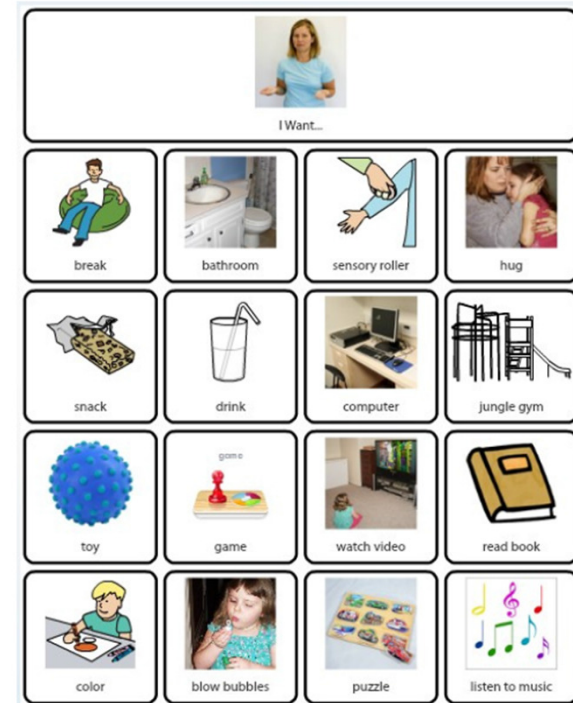 I Want...
break
bathroom
sensory roller
hug
snack
drink
computer
jungle gym
game
toy
game
watch video
read book
color
blow bubbles
puzzle
listen to music